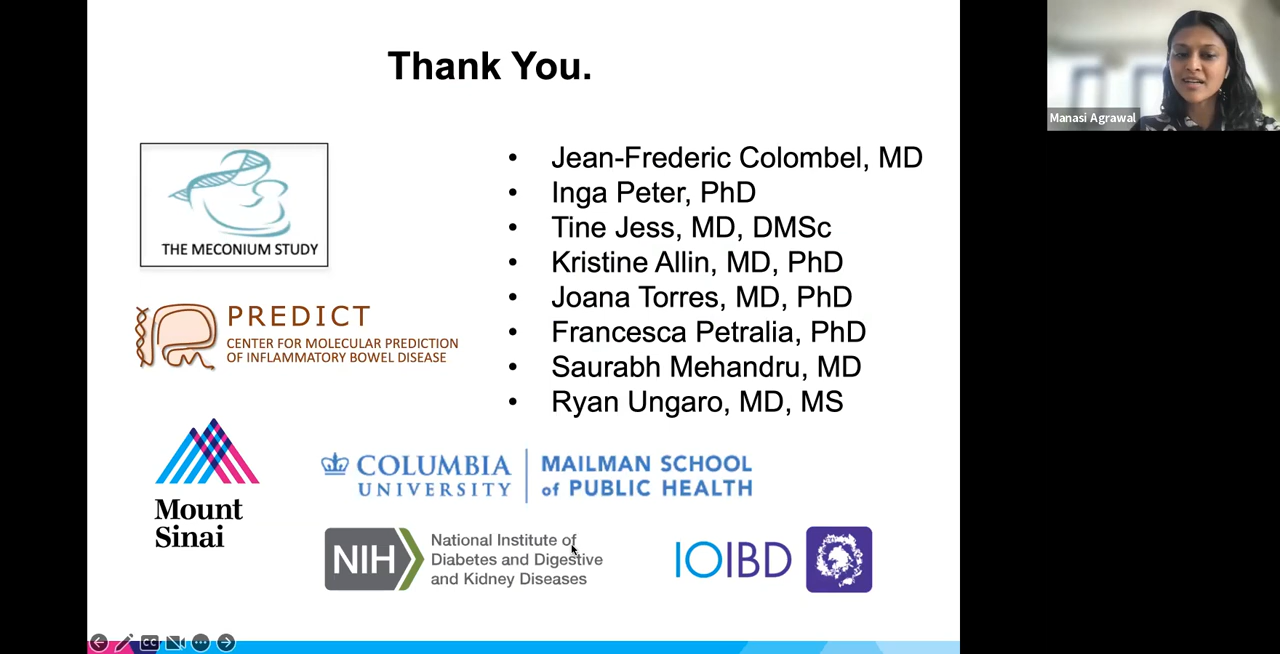 Thank You.
THE MECONIUM STUDY
PREDICT
CENTER FOR MOLECULAR PREDICTION
OF INFLAMMATORY BOWEL DISEASE
• Jean-Frederic Colombel, MD
• Inga Peter, PhD
• Tine Jess, MD, DMSc
• Kristine Allin, MD, PhD
• Joana Torres, MD, PhD
• Francesca Petralia, PhD
• Saurabh Mehandru, MD
• Ryan Ungaro, MD, MS
Mount
Sinai
COLUMBIA
UNIVERSITY
MAILMAN SCHOOL
of PUBLIC HEALTH
NIH
National Institute of
Diabetes and Digestive
and Kidney Diseases
IOIBD
CC
Manasi Agrawal